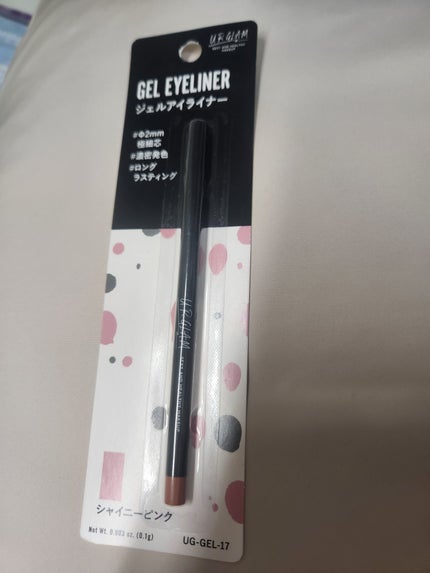 U R GLAM
GEL EYELINER
ジェルアイライナー
#Φ2mm
極細芯
#濃密発色
#ロング
ラスティング
U R GLAM
シャイニーピンク
Net Wt. 0.003 oz. (0.1g)
UG-GEL-17